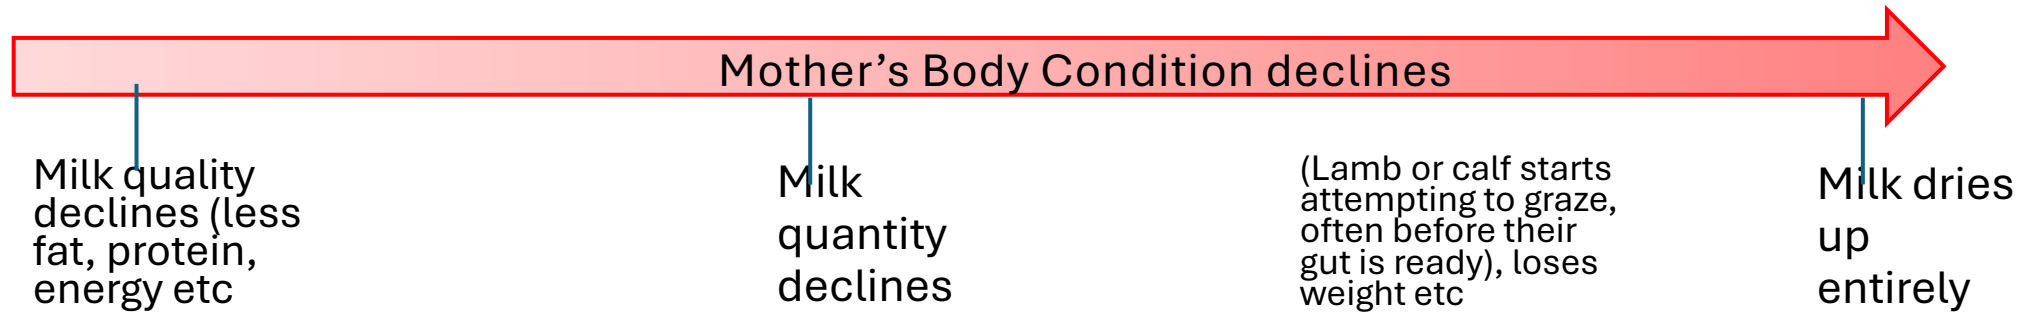 Mother’s Body Condition declines
Milk quality
declines (less
fat, protein,
energy etc
Milk
quantity
declines
(Lamb or calf starts
attempting to graze,
often before their
gut is ready), loses
weight etc
Milk dries
up
entirely